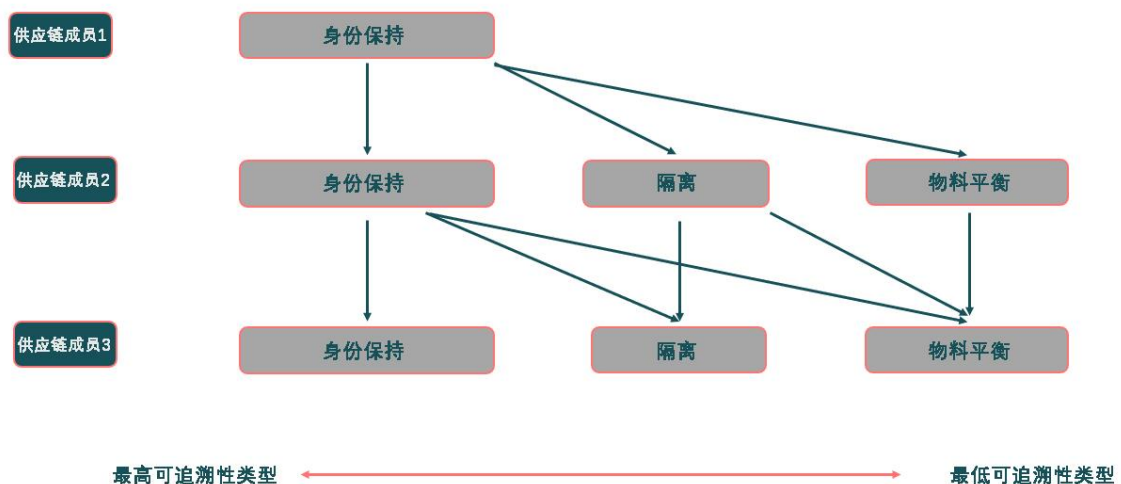 供应链成员1
身份保持
供应链成员2
身份保持
隔离
物料平衡
供应链成员3
身份保持
隔离
物料平衡
最高可追溯性类型
最低可追溯性类型